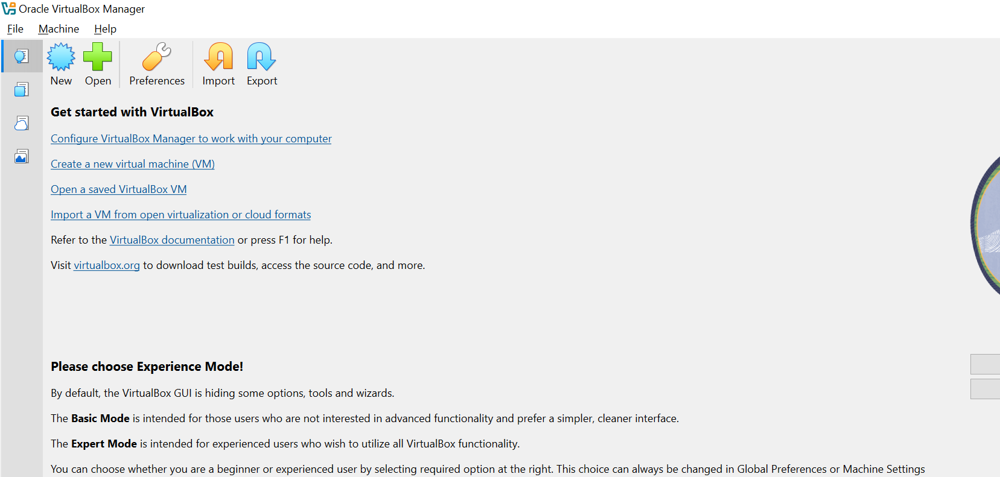 Oracle VirtualBox Manager
File Machine Help
New Open Preferences Import Export
Get started with VirtualBox
Configure VirtualBox Manager to work with your computer
Create a new virtual machine (VM)
Open a saved VirtualBox VM
Import a VM from open virtualization or cloud formats
Refer to the VirtualBox documentation or press F1 for help.
Visit virtualbox.org to download test builds, access the source code, and more.
Please choose Experience Mode!
By default, the VirtualBox GUI is hiding some options, tools and wizards.
The Basic Mode is intended for those users who are not interested in advanced functionality and prefer a simpler, cleaner interface.
The Expert Mode is intended for experienced users who wish to utilize all VirtualBox functionality.
You can choose whether you are a beginner or experienced user by selecting required option at the right. This choice can always be changed in Global Preferences or Machine Settings